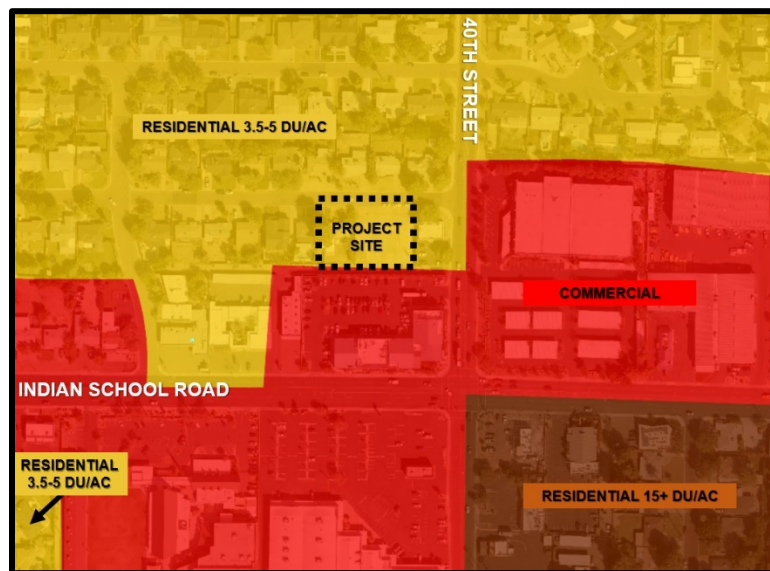 40TH STREET
RESIDENTIAL 3.5-5 DU/AC
PROJECT
SITE
COMMERCIAL
INDIAN SCHOOL ROAD
RESIDENTIAL
3.5-5 DU/AC
RESIDENTIAL 15+ DU/AC